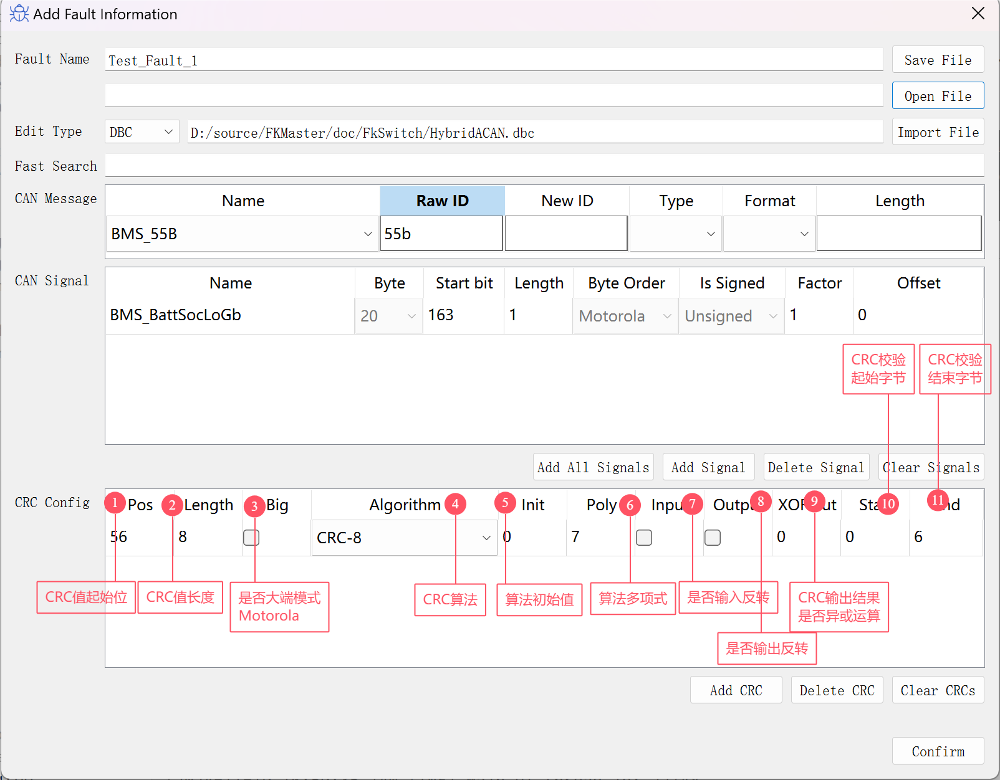 Add Fault Information
Fault Name
Test_Fault_1
Save File
Open File
Edit Type
DBC
D:/source/FKMaster/doc/FkSwitch/HybridACAN.dbc
Import File
Fast Search
CAN Message
Name Raw ID New ID Type Format Length
BMS_55B 55b
CAN Signal
Name Byte Start bit Length Byte Order Is Signed Factor Offset
BMS_BattSocLoGb 20 163 1 Motorola Unsigned 1 0
CRC校验
起始字节
CRC校验
结束字节
Add All Signals Add Signal Delete Signal Clear Signals
CRC Config
1 Pos 2 Length 3 Big Algorithm 4 5 Init Poly 6 7 8 9 10 11
56 8 CRC-8 0 7 0 0 6
CRC值起始位
CRC值长度
是否大端模式
Motorola
CRC算法
算法初始值
算法多项式
是否输入反转
CRC输出结果
是否异或运算
是否输出反转
Add CRC Delete CRC Clear CRCs
Confirm